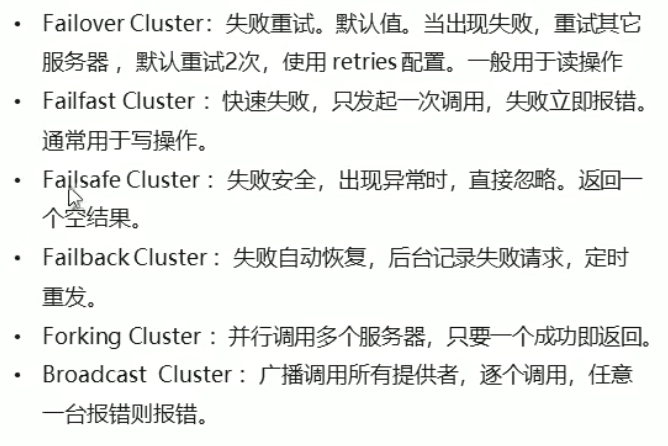 • Failover Cluster：失败重试。默认值。当出现失败，重试其它
服务器 ，默认重试2次，使用 retries 配置。一般用于读操作
• Failfast Cluster ：快速失败，只发起一次调用，失败立即报错。
通常用于写操作。
• Failsafe Cluster ：失败安全，出现异常时，直接忽略。返回一
个空结果。
• Failback Cluster ：失败自动恢复，后台记录失败请求，定时
重发。
• Forking Cluster ：并行调用多个服务器，只要一个成功即返回。
• Broadcast Cluster ：广播调用所有提供者，逐个调用，任意
一台报错则报错。